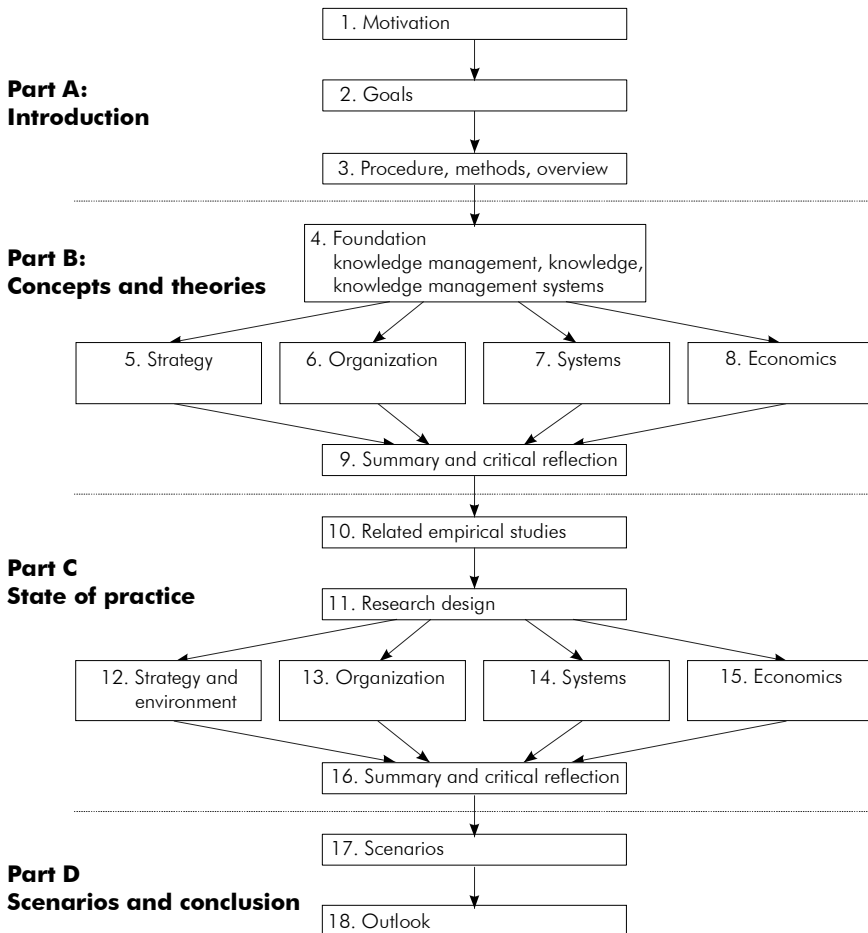 1. Motivation
Part A:
Introduction
2. Goals
3. Procedure, methods, overview
Part B:
Concepts and theories
4. Foundation
knowledge management, knowledge,
knowledge management systems
5. Strategy
6. Organization
7. Systems
8. Economics
9. Summary and critical reflection
10. Related empirical studies
Part C
State of practice
11. Research design
12. Strategy and
environment
13. Organization
14. Systems
15. Economics
16. Summary and critical reflection
17. Scenarios
Part D
Scenarios and conclusion
18. Outlook